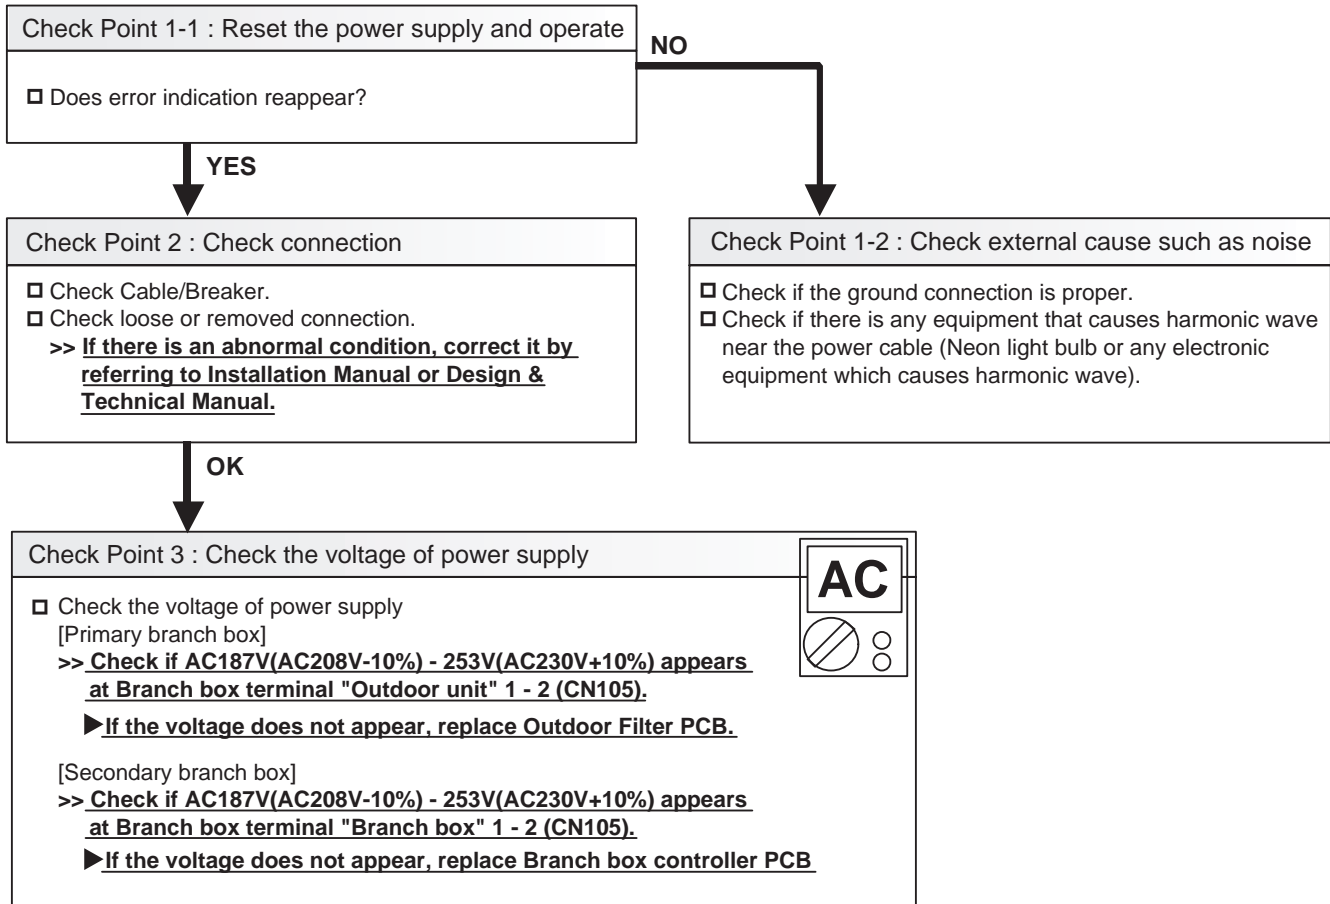 Check Point 1-1 : Reset the power supply and operate
Does error indication reappear?
NO
YES
Check Point 2 : Check connection
Check Cable/Breaker.
Check loose or removed connection.
>> If there is an abnormal condition, correct it by
referring to Installation Manual or Design &
Technical Manual.
Check Point 1-2 : Check external cause such as noise
Check if the ground connection is proper.
Check if there is any equipment that causes harmonic wave
near the power cable (Neon light bulb or any electronic
equipment which causes harmonic wave).
OK
Check Point 3 : Check the voltage of power supply
AC
Check the voltage of power supply
[Primary branch box]
>> Check if AC187V(AC208V-10%) - 253V(AC230V+10%) appears
at Branch box terminal "Outdoor unit" 1 - 2 (CN105).
▶If the voltage does not appear, replace Outdoor Filter PCB.
[Secondary branch box]
>> Check if AC187V(AC208V-10%) - 253V(AC230V+10%) appears
at Branch box terminal "Branch box" 1 - 2 (CN105).
▶If the voltage does not appear, replace Branch box controller PCB